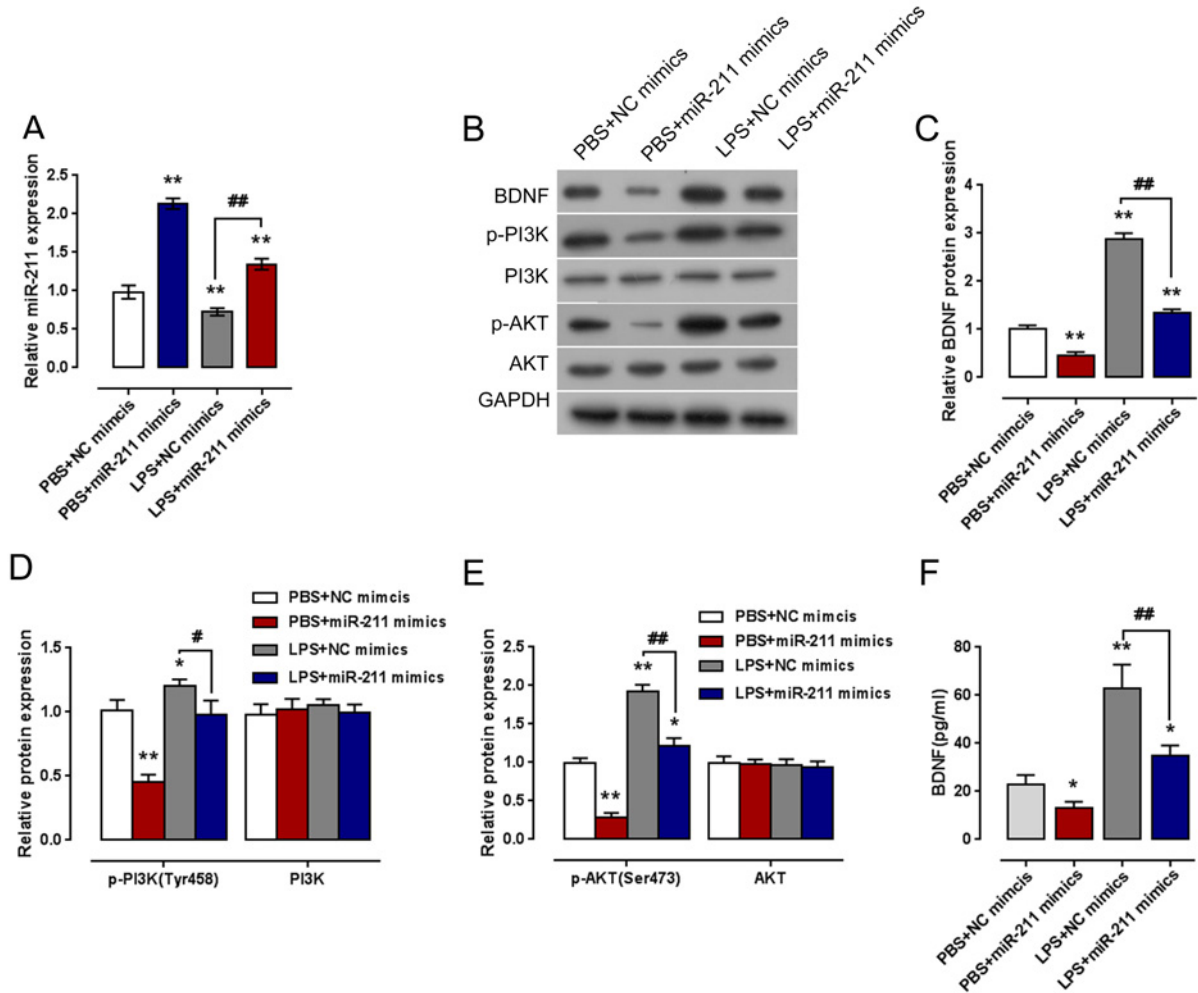 A
Relative miR-211 expression
2.5
2.0
1.5
1.0
0.5
0.0
**
**
##
**
PBS+NC mimcis
PBS+miR-211 mimics
LPS+NC mimics
LPS+miR-211 mimics
B
PBS+NC mimics
PBS+miR-211 mimics
LPS+NC mimics
LPS+miR-211 mimics
BDNF
p-PI3K
PI3K
p-AKT
AKT
GAPDH
C
Relative BDNF protein expression
4
3
2
1
0
**
**
##
**
PBS+NC mimcis
PBS+miR-211 mimics
LPS+NC mimics
LPS+miR-211 mimics
D
PBS+NC mimcis
PBS+miR-211 mimics
LPS+NC mimics
LPS+miR-211 mimics
Relative protein expression
1.5
1.0
0.5
0.0
**
*
#
p-PI3K(Tyr458)
PI3K
E
PBS+NC mimcis
PBS+miR-211 mimics
LPS+NC mimics
LPS+miR-211 mimics
Relative protein expression
2.5
2.0
1.5
1.0
0.5
0.0
**
**
##
*
p-AKT(Ser473)
AKT
F
BDNF(pg/ml)
80
60
40
20
0
*
**
##
*
PBS+NC mimcis
PBS+miR-211 mimics
LPS+NC mimics
LPS+miR-211 mimics